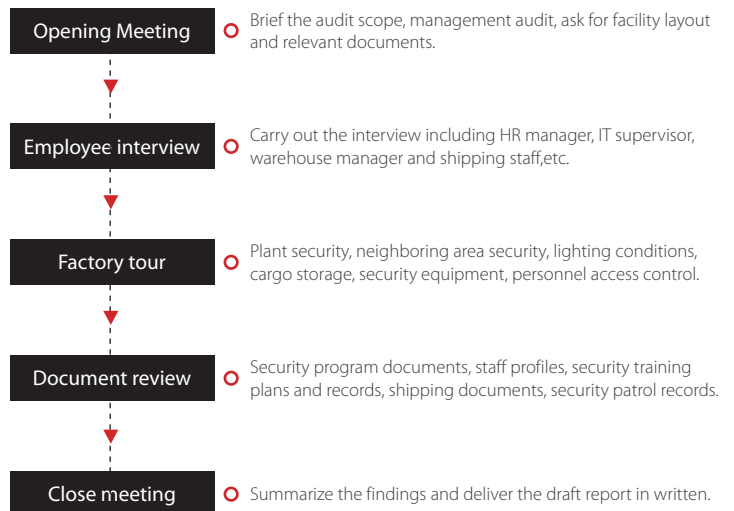 Opening Meeting
Brief the audit scope, management audit, ask for facility layout
and relevant documents.
Employee interview
Carry out the interview including HR manager, IT supervisor,
warehouse manager and shipping staff,etc.
Factory tour
Plant security, neighboring area security, lighting conditions,
cargo storage, security equipment, personnel access control.
Document review
Security program documents, staff profiles, security training
plans and records, shipping documents, security patrol records.
Close meeting
Summarize the findings and deliver the draft report in written.